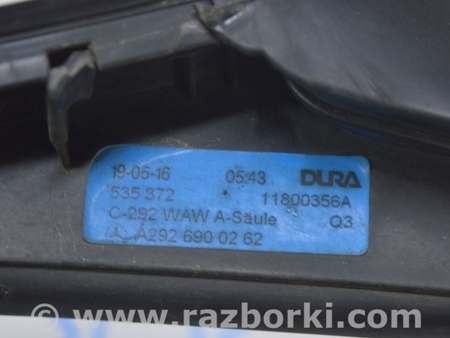 19-05-16 05:43 DURA
535 372 11800356A
C-292 WAW A-Säule Q3
A292 690 02 62
© www.razborki.com